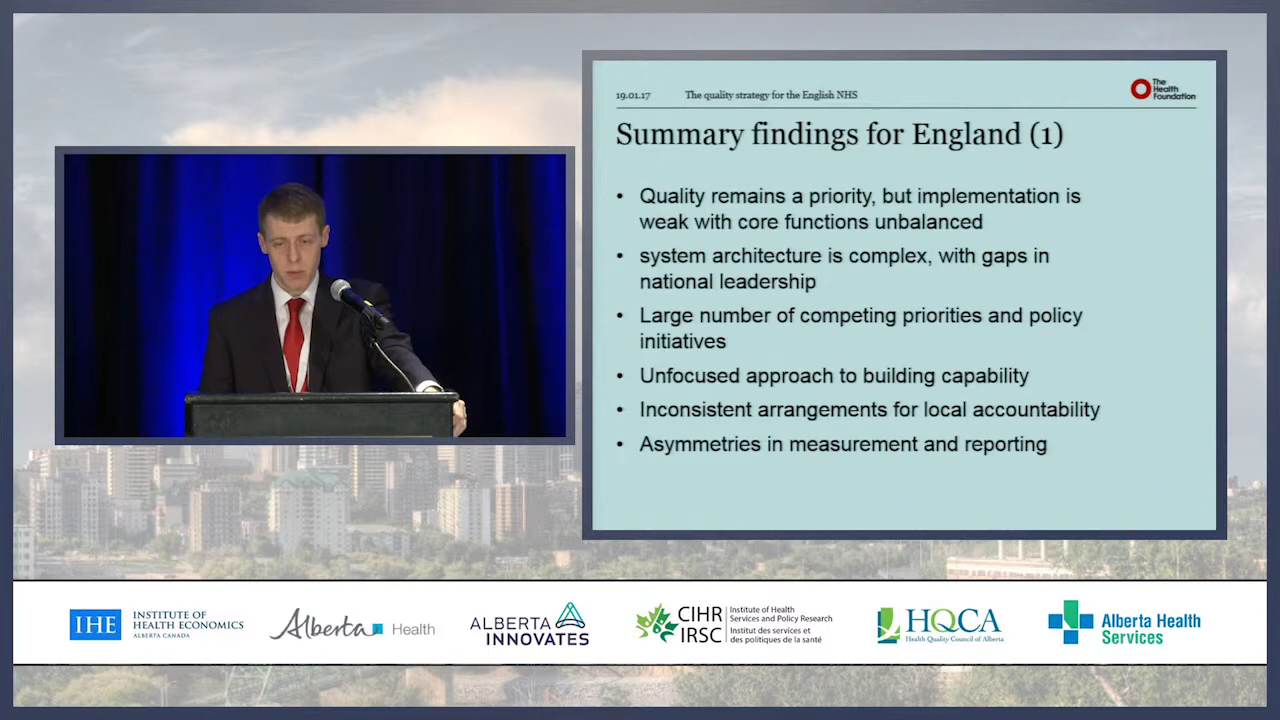 19.01.17 The quality strategy for the English NHS
The
Health
Foundation
Summary findings for England (1)
• Quality remains a priority, but implementation is
weak with core functions unbalanced
• system architecture is complex, with gaps in
national leadership
• Large number of competing priorities and policy
initiatives
• Unfocused approach to building capability
• Inconsistent arrangements for local accountability
• Asymmetries in measurement and reporting
IHE
INSTITUTE OF
HEALTH ECONOMICS
ALBERTA CANADA
Alberta Health
ALBERTA
INNOVATES
CIHR
IRSC
Institute of Health
Services and Policy Research
Institut des services et
des politiques de la santé
HQCA
Health Quality Council of Alberta
Alberta Health
Services